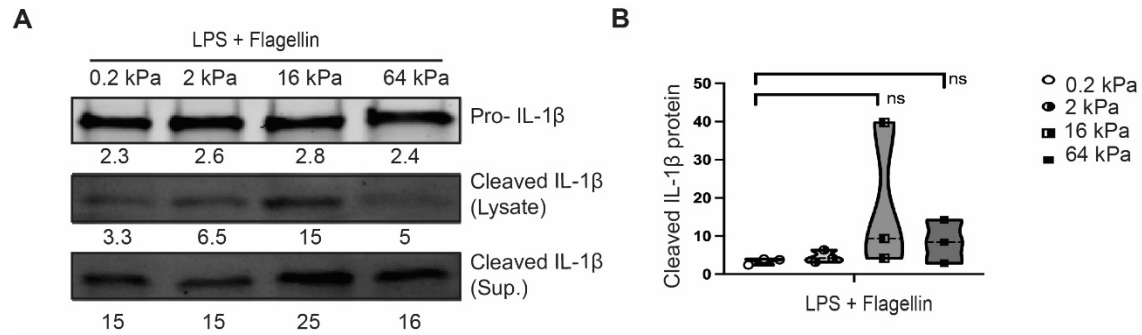 A
LPS + Flagellin
0.2 kPa 2 kPa 16 kPa 64 kPa
Pro- IL-1β
2.3 2.6 2.8 2.4
Cleaved IL-1β
(Lysate)
3.3 6.5 15 5
Cleaved IL-1β
(Sup.)
15 15 25 16
B
Cleaved IL-1β protein
50
40
30
20
10
0
ns
ns
LPS + Flagellin
0.2 kPa
2 kPa
16 kPa
64 kPa